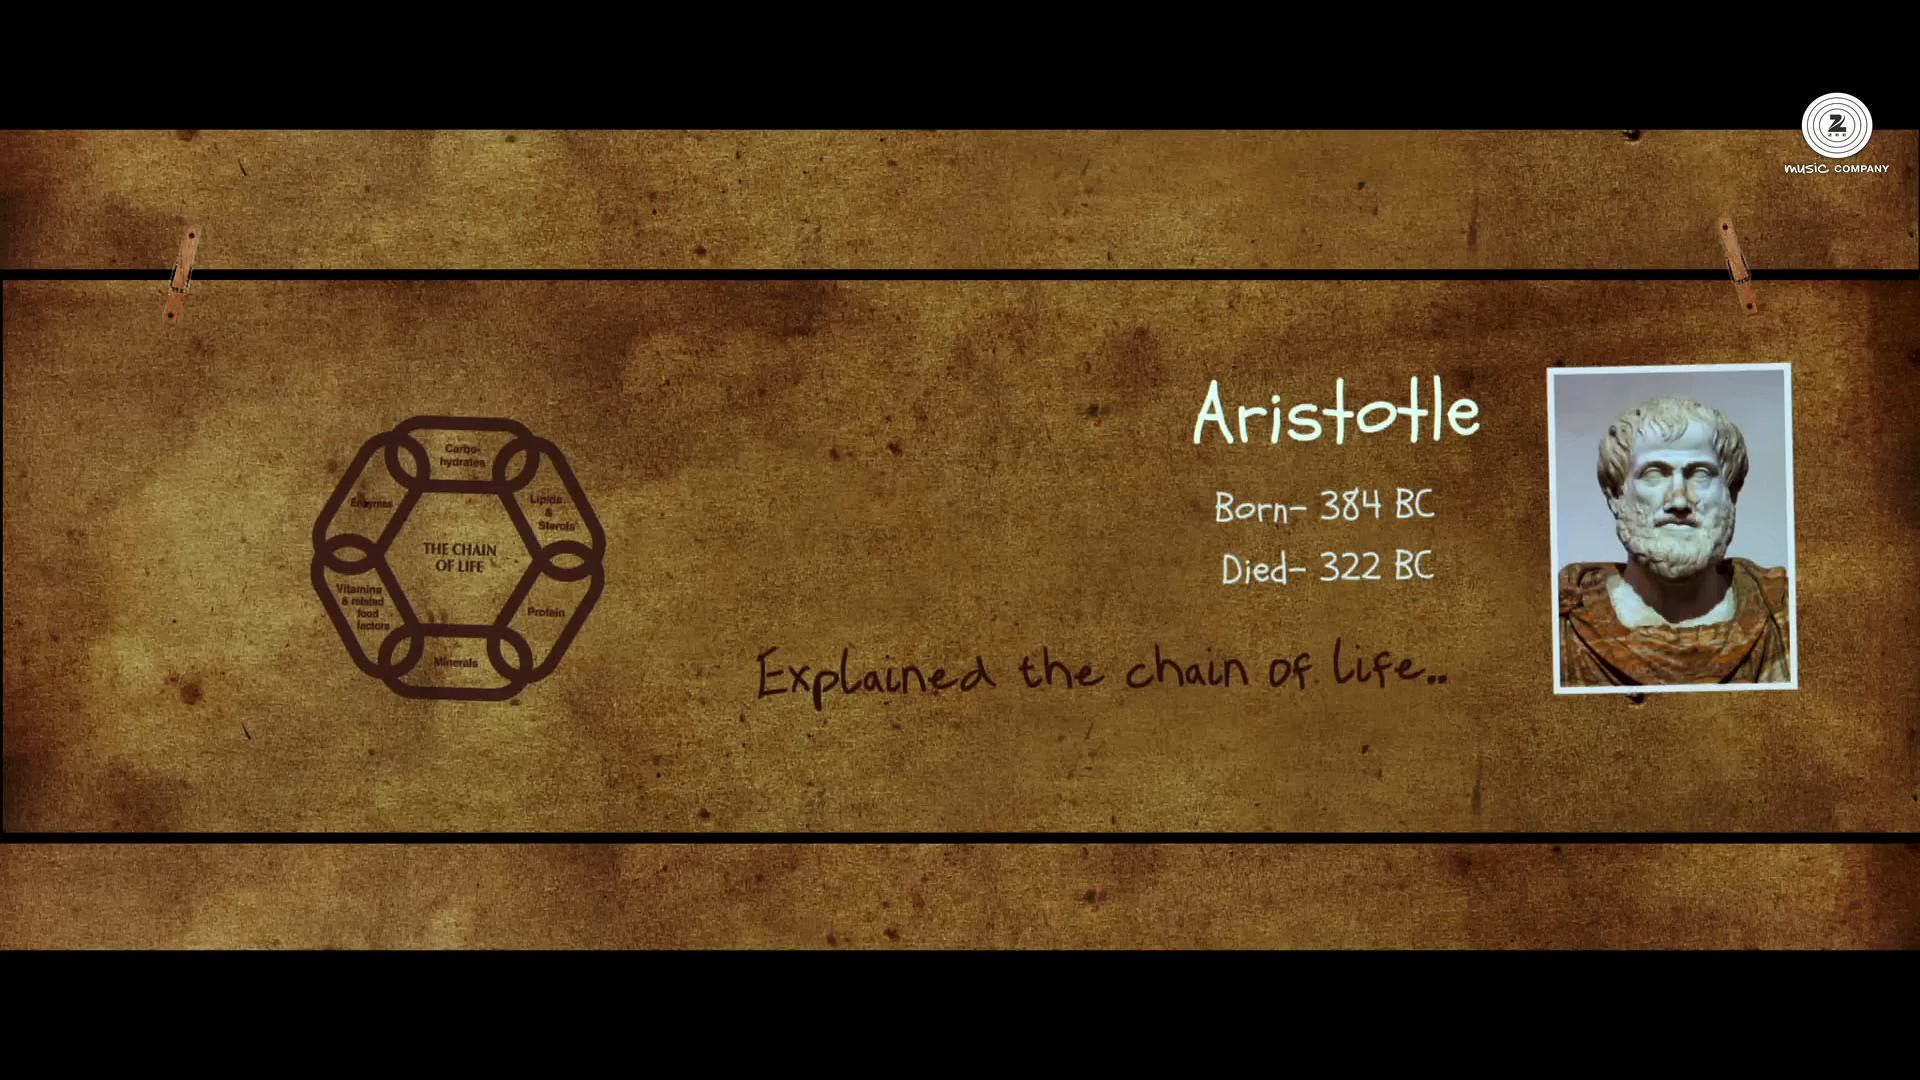 Z
ZEE
music COMPANY
Carbo-
hydrates
Enzymes
Lipids
&
Sterols
THE CHAIN
OF LIFE
Vitamins
& related
food
factors
Protein
Minerals
Aristotle
Born- 384 BC
Died- 322 BC
Explained the chain of life..